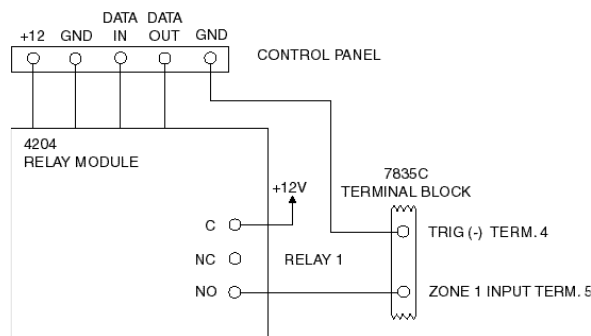 DATA DATA
+12 GND IN OUT GND
CONTROL PANEL
4204
RELAY MODULE
7835C
TERMINAL BLOCK
+12V
C
TRIG (-) TERM. 4
NC
RELAY 1
NO
ZONE 1 INPUT TERM. 5